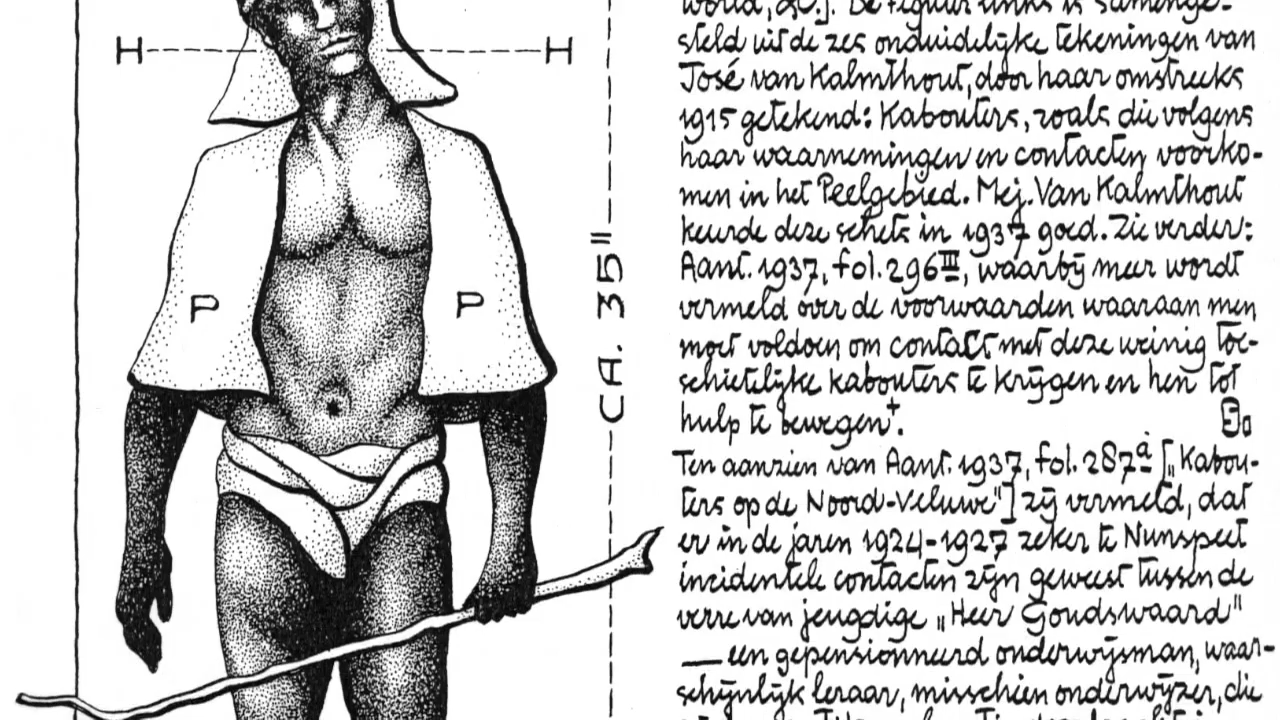 H H
world, &c.]. De figuur links is samenge-
steld uit de zes onduidelijke tekeningen van
José van Kalmthout, door haar omstreeks
1915 getekend: Kabouters, zoals die volgens
haar waarnemingen en contacten voorko-
men in het Peelgebied. Mej. Van Kalmthout
keurde deze schets in 1937 goed. Zie verder:
Aant. 1937, fol. 296III, waarbij meer wordt
vermeld over de voorwaarden waaraan men
moet voldoen om contact met deze weinig toe-
schietelijke kabouters te krijgen en hen tot
hulp te bewegen+.
P P
CA. 35"
Ten aanzien van Aant. 1937, fol. 287a [„Kabou-
ters op de Noord-Veluwe"] zij vermeld, dat
er in de jaren 1924-1927 zeker te Nunspeet
incidentele contacten zijn geweest tussen de
verre van jeugdige „Heer Goudswaard"
— een gepensionneerd onderwijsman, waar-
schijnlijk leraar, misschien onderwijzer, die